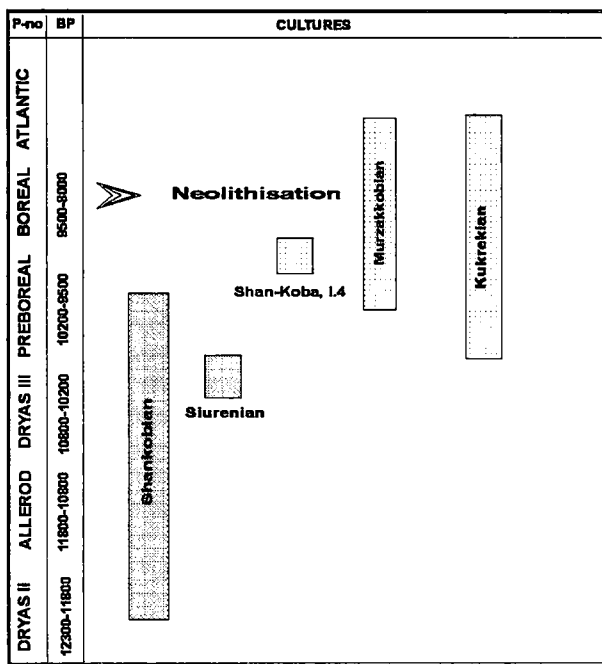 P-no BP CULTURES
ATLANTIC
BOREAL
9500-8000
PREBOREAL
10200-9500
DRYAS III
10800-10200
ALLEROD
11800-10800
DRYAS II
12300-11800
Neolithisation
Murzakkobian
Kukrekian
Shan-Koba, l.4
Shankobian
Siurenian